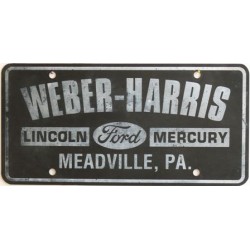 WEBER-HARRIS
LINCOLN Ford MERCURY
MEADVILLE, PA.